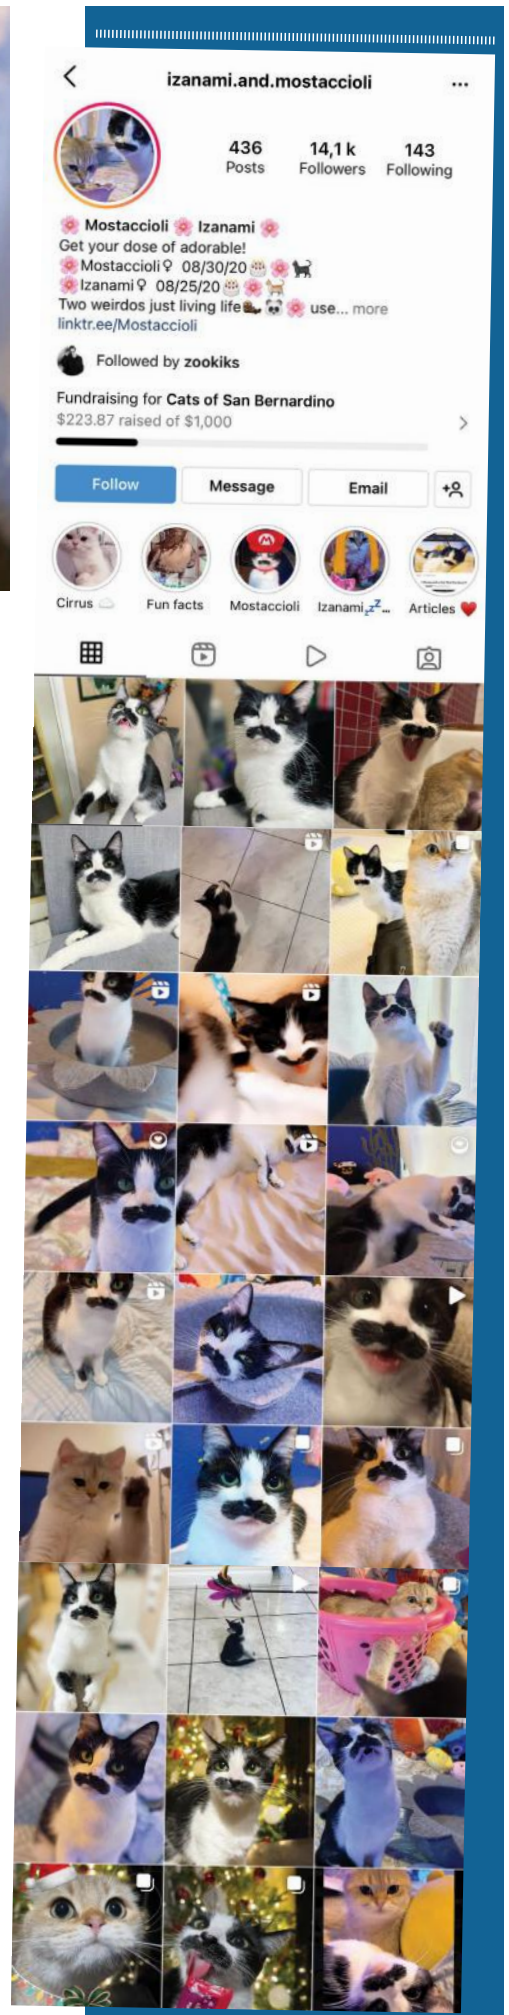 izanami.and.mostaccioli
436 14,1 k 143
Posts Followers Following
🌸 Mostaccioli 🌸 Izanami 🌸
Get your dose of adorable!
🌸 Mostaccioli♀ 08/30/20 🎂🌸🐈‍⬛
🌸 Izanami♀ 08/25/20 🎂🌸🐈
Two weirdos just living life 🌸 use... more
linktr.ee/Mostaccioli
Followed by zookiks
Fundraising for Cats of San Bernardino
$223.87 raised of $1,000
Follow Message Email
Cirrus ☁️ Fun facts Mostaccioli Izanami💤... Articles ❤️